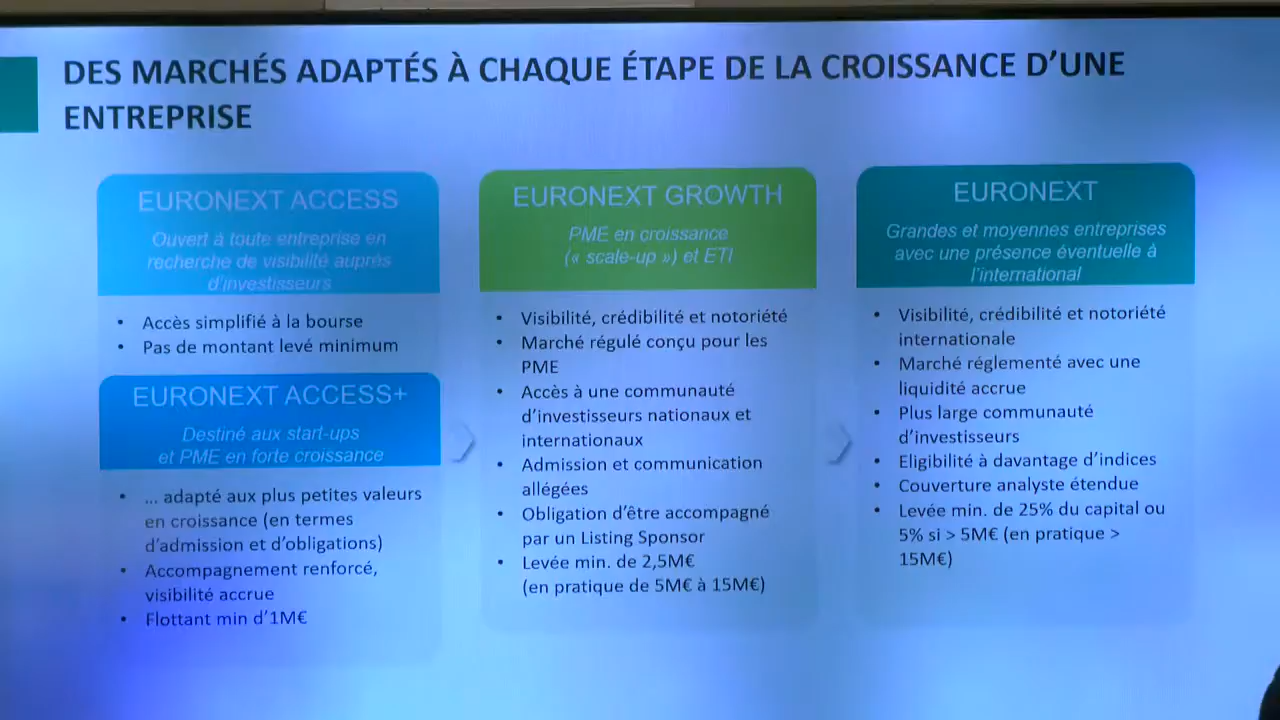 DES MARCHÉS ADAPTÉS À CHAQUE ÉTAPE DE LA CROISSANCE D'UNE
ENTREPRISE
EURONEXT ACCESS
Ouvert à toute entreprise en
recherche de visibilité auprès
d'investisseurs
• Accès simplifié à la bourse
• Pas de montant levé minimum
EURONEXT ACCESS+
Destiné aux start-ups
et PME en forte croissance
• ... adapté aux plus petites valeurs
en croissance (en termes
d'admission et d'obligations)
• Accompagnement renforcé,
visibilité accrue
• Flottant min d'1M€
EURONEXT GROWTH
PME en croissance
(« scale-up ») et ETI
• Visibilité, crédibilité et notoriété
• Marché régulé conçu pour les
PME
• Accès à une communauté
d'investisseurs nationaux et
internationaux
• Admission et communication
allégées
• Obligation d'être accompagné
par un Listing Sponsor
• Levée min. de 2,5M€
(en pratique de 5M€ à 15M€)
EURONEXT
Grandes et moyennes entreprises
avec une présence éventuelle à
l'international
• Visibilité, crédibilité et notoriété
internationale
• Marché réglementé avec une
liquidité accrue
• Plus large communauté
d'investisseurs
• Eligibilité à davantage d'indices
• Couverture analyste étendue
• Levée min. de 25% du capital ou
5% si > 5M€ (en pratique >
15M€)